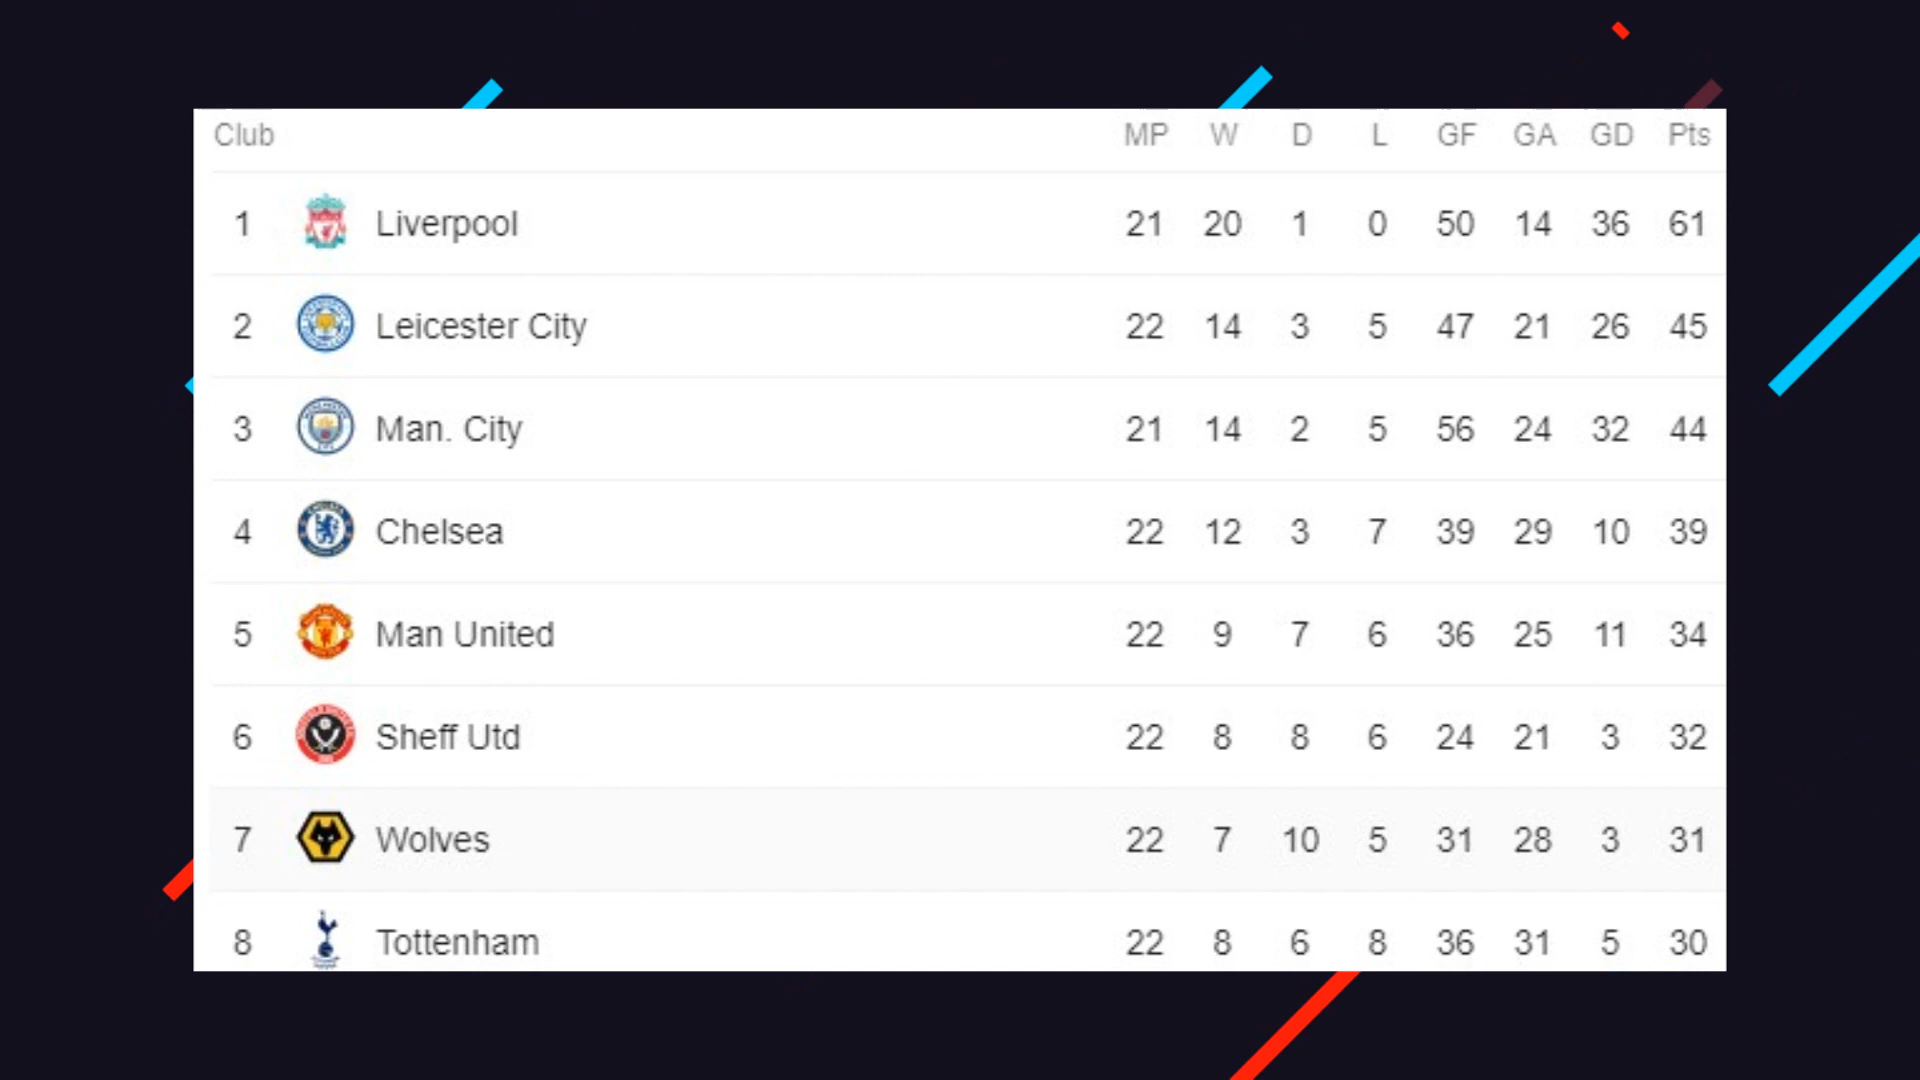 Club MP W D L GF GA GD Pts
1 Liverpool 21 20 1 0 50 14 36 61
2 Leicester City 22 14 3 5 47 21 26 45
3 Man. City 21 14 2 5 56 24 32 44
4 Chelsea 22 12 3 7 39 29 10 39
5 Man United 22 9 7 6 36 25 11 34
6 Sheff Utd 22 8 8 6 24 21 3 32
7 Wolves 22 7 10 5 31 28 3 31
8 Tottenham 22 8 6 8 36 31 5 30